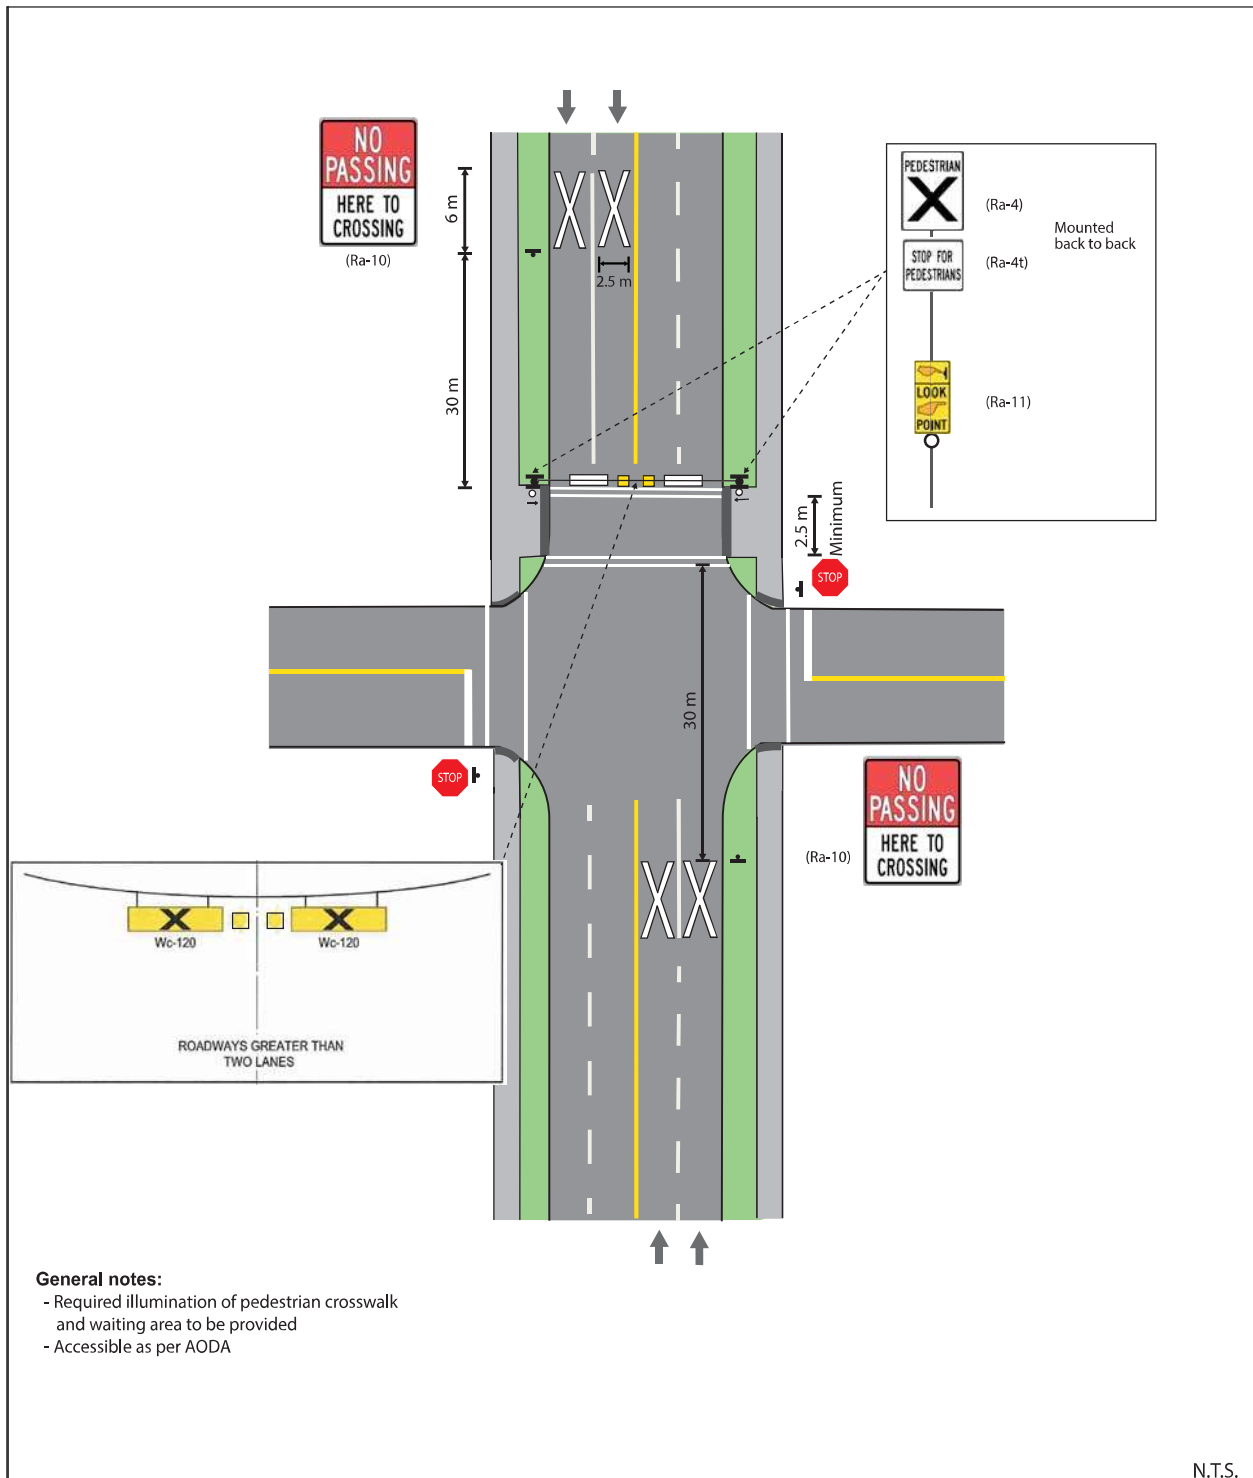 NO
PASSING
HERE TO
CROSSING
(Ra-10)
6 m
30 m
2.5 m
PEDESTRIAN
(Ra-4)
Mounted
back to back
STOP FOR
PEDESTRIANS
(Ra-4t)
LOOK
POINT
(Ra-11)
2.5 m
Minimum
STOP
30 m
STOP
NO
PASSING
HERE TO
CROSSING
(Ra-10)
Wc-120
Wc-120
ROADWAYS GREATER THAN
TWO LANES
General notes:
- Required illumination of pedestrian crosswalk
and waiting area to be provided
- Accessible as per AODA
N.T.S.